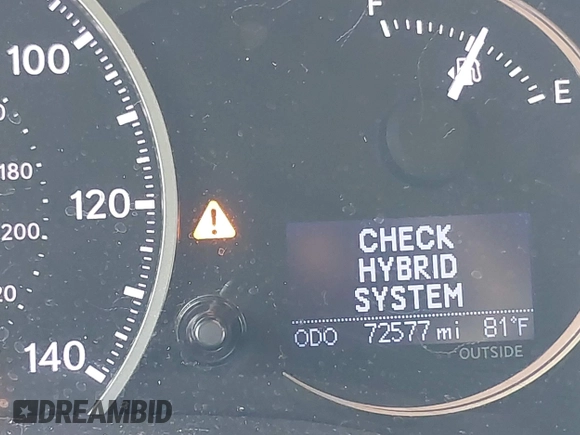 F
E
100
180
120
200
140
CHECK
HYBRID
SYSTEM
ODO 72577 mi 81°F
OUTSIDE
DREAMBID